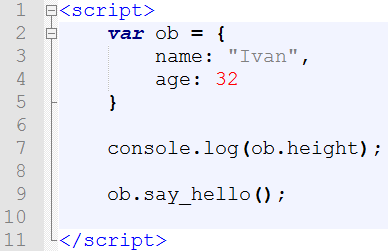 1 <script>
2 var ob = {
3 name: "Ivan",
4 age: 32
5 }
6
7 console.log(ob.height);
8
9 ob.say_hello();
10
11 </script>